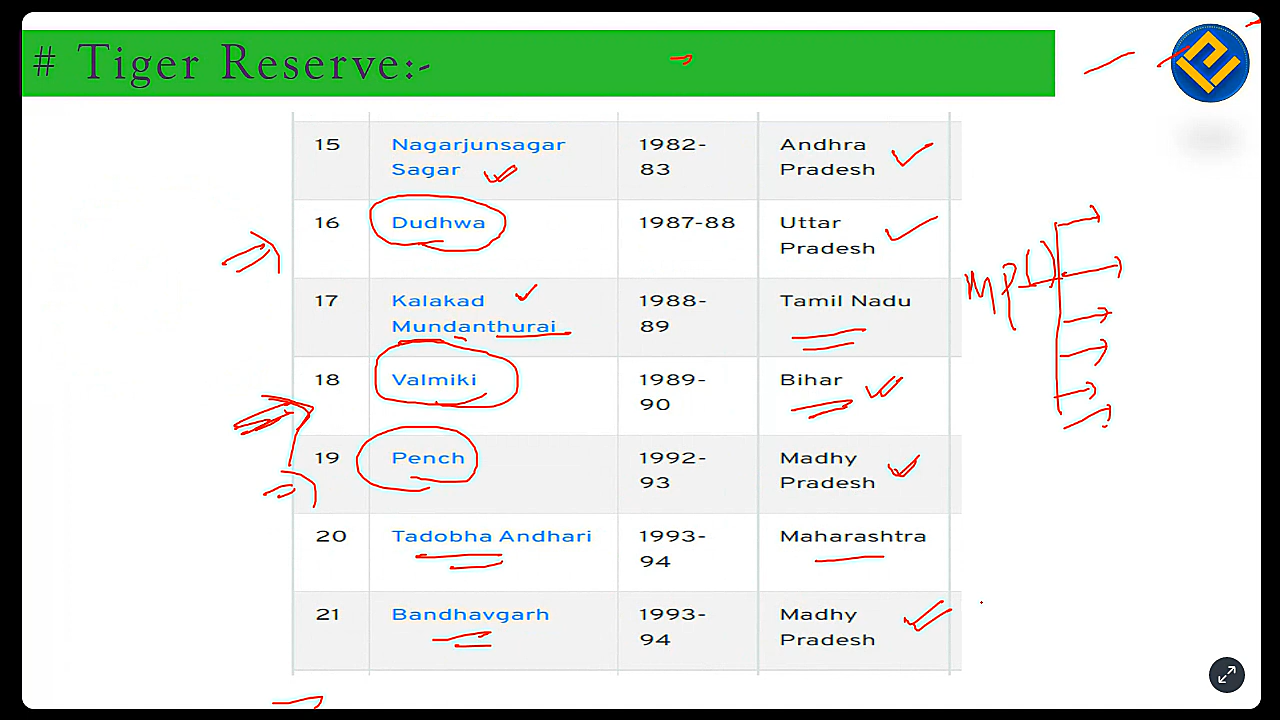 # Tiger Reserve:-
15 Nagarjunsagar 1982- Andhra
Sagar 83 Pradesh
16 Dudhwa 1987-88 Uttar
Pradesh
17 Kalakad 1988- Tamil Nadu
Mundanthurai 89
18 Valmiki 1989- Bihar
90
19 Pench 1992- Madhy
93 Pradesh
20 Tadobha Andhari 1993- Maharashtra
94
21 Bandhavgarh 1993- Madhy
94 Pradesh
MP